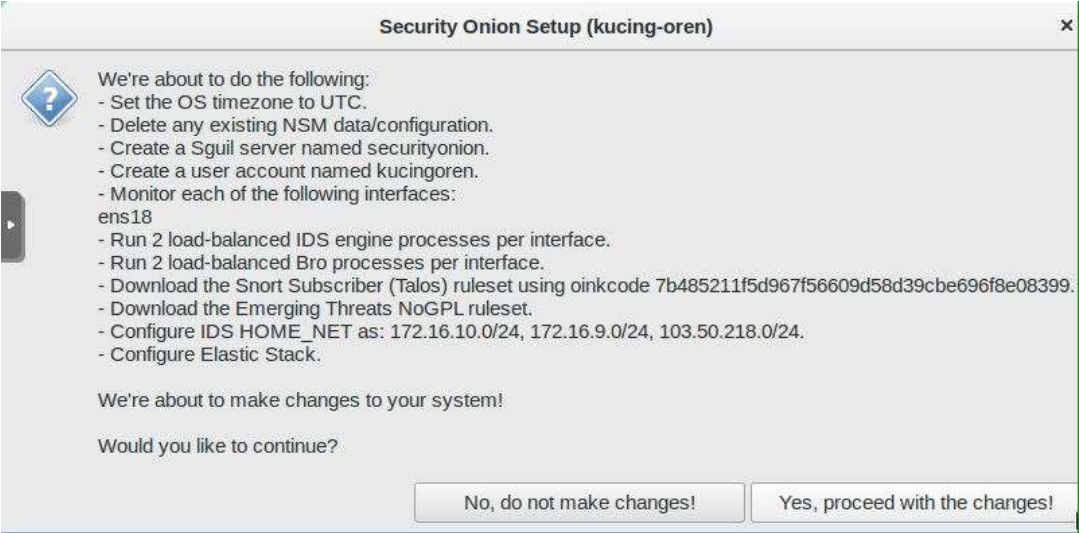 Security Onion Setup (kucing-oren)
We're about to do the following:
- Set the OS timezone to UTC.
- Delete any existing NSM data/configuration.
- Create a Sguil server named securityonion.
- Create a user account named kucingoren.
- Monitor each of the following interfaces:
ens18
- Run 2 load-balanced IDS engine processes per interface.
- Run 2 load-balanced Bro processes per interface.
- Download the Snort Subscriber (Talos) ruleset using oinkcode 7b485211f5d967f56609d58d39cbe696f8e08399.
- Download the Emerging Threats NoGPL ruleset.
- Configure IDS HOME_NET as: 172.16.10.0/24, 172.16.9.0/24, 103.50.218.0/24.
- Configure Elastic Stack.
We're about to make changes to your system!
Would you like to continue?
No, do not make changes!
Yes, proceed with the changes!